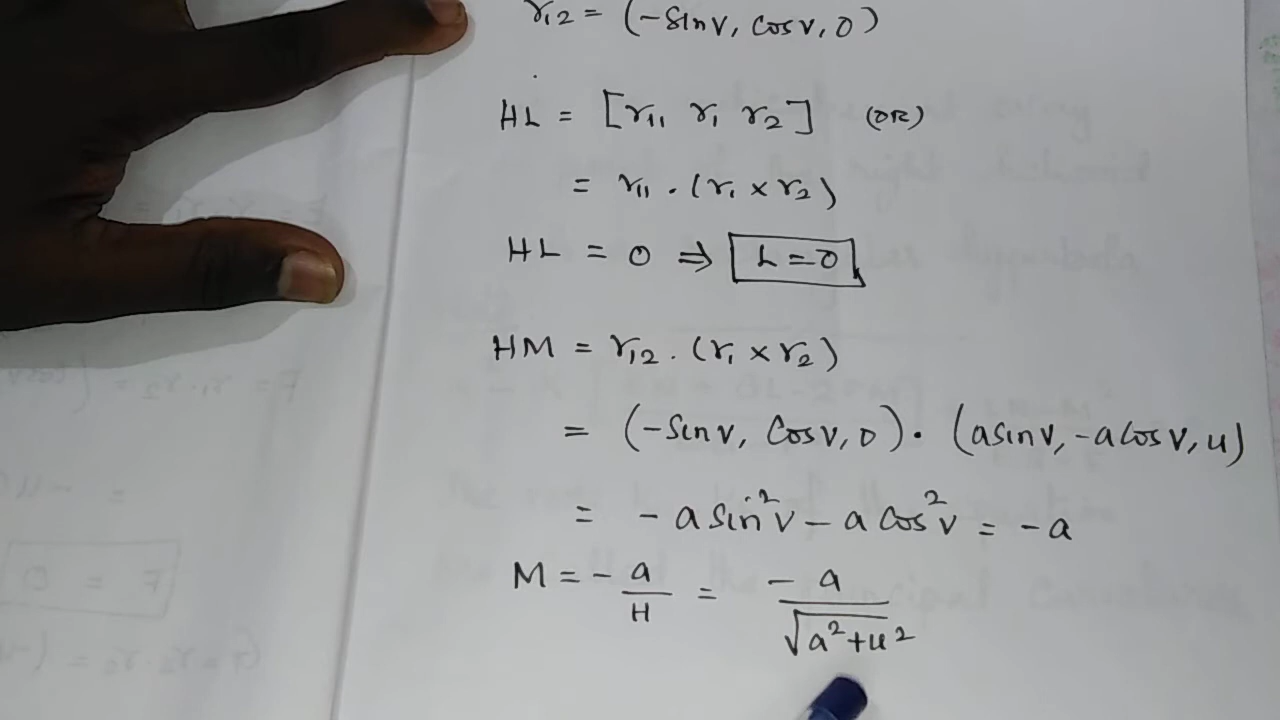 r₁₂ = (-sinv, cosv, 0)
HL = [r₁₁ r₁ r₂] (OR)
= r₁₁ . (r₁ × r₂)
HL = 0 ⇒ L = 0
HM = r₁₂ . (r₁ × r₂)
= (-sinv, cosv, 0) . (asinv, -acosv, u)
= -a sin²v - a cos²v = -a
M = -a/H = -a/√(a²+u²)